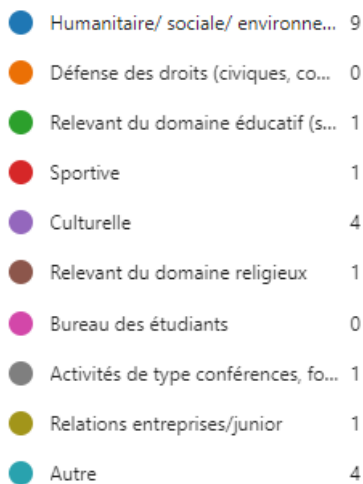 Humanitaire/ sociale/ environne... 9
Défense des droits (civiques, co... 0
Relevant du domaine éducatif (s... 1
Sportive 1
Culturelle 4
Relevant du domaine religieux 1
Bureau des étudiants 0
Activités de type conférences, fo... 1
Relations entreprises/junior 1
Autre 4